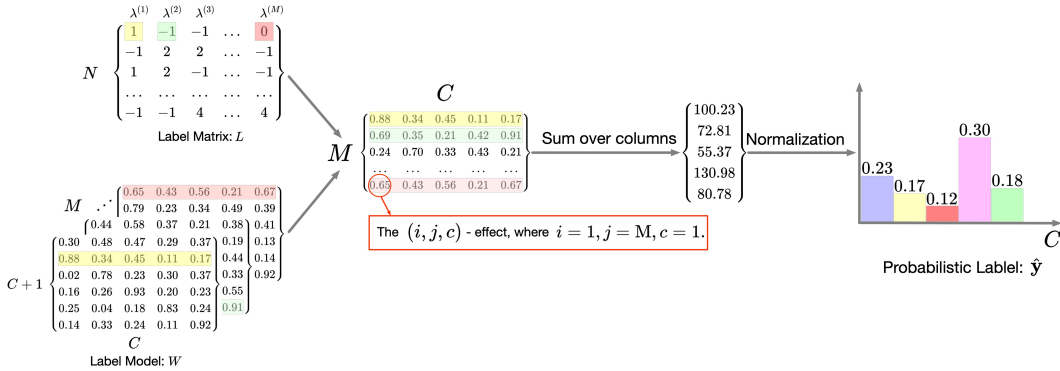 λ(1) λ(2) λ(3) λ(M)
1 −1 −1 ... 0
−1 2 2 ... −1
N
1 2 −1 ... −1
... ... ... ... ...
−1 −1 4 ... 4
Label Matrix: L
M
0.65 0.43 0.56 0.21 0.67
0.79 0.23 0.34 0.49 0.39
0.44 0.58 0.37 0.21 0.38 0.41
0.30 0.48 0.47 0.29 0.37 0.19 0.13
0.88 0.34 0.45 0.11 0.17 0.44 0.14
0.02 0.78 0.23 0.30 0.37 0.33 0.92
C + 1
0.16 0.26 0.93 0.20 0.23 0.55
0.25 0.04 0.18 0.83 0.24 0.91
0.14 0.33 0.24 0.11 0.92
C
Label Model: W
C
M
0.88 0.34 0.45 0.11 0.17
0.69 0.35 0.21 0.42 0.91
0.24 0.70 0.33 0.43 0.21
... ... ... ... ...
0.65 0.43 0.56 0.21 0.67
The (i, j, c) - effect, where i = 1, j = M, c = 1.
Sum over columns
100.23
72.81
55.37
130.98
80.78
Normalization
0.23
0.17
0.12
0.30
0.18
C
Probabilistic Lablel: ŷ